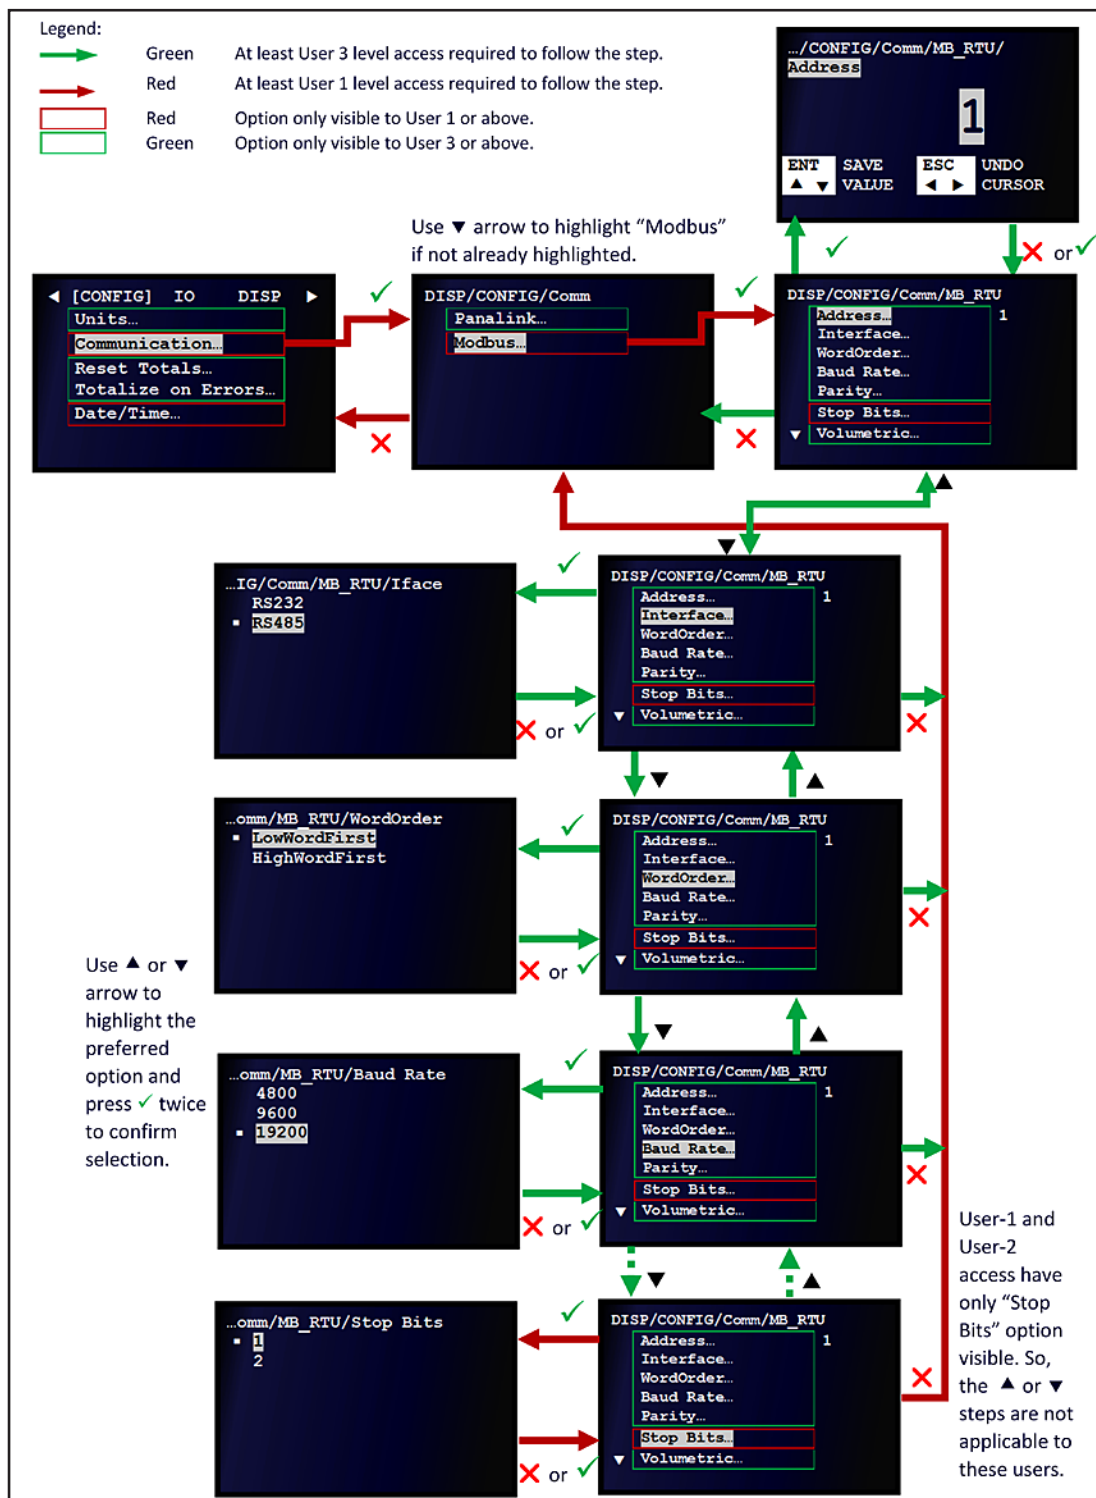 Legend:
Green At least User 3 level access required to follow the step.
Red At least User 1 level access required to follow the step.
Red Option only visible to User 1 or above.
Green Option only visible to User 3 or above.
…/CONFIG/Comm/MB_RTU/
Address
1
ENT SAVE ESC UNDO
▲ ▼ VALUE ◀ ▶ CURSOR
Use ▼ arrow to highlight “Modbus”
if not already highlighted.
✓
✗ or ✓
◀ [CONFIG] IO DISP ▶
Units…
Communication…
Reset Totals…
Totalize on Errors…
Date/Time…
✓
✗
DISP/CONFIG/Comm
Panalink…
Modbus…
✓
✗
DISP/CONFIG/Comm/MB_RTU
Address… 1
Interface…
WordOrder…
Baud Rate…
Parity…
Stop Bits…
▼ Volumetric…
▲
▼
…IG/Comm/MB_RTU/Iface
RS232
▪ RS485
✓
✗ or ✓
DISP/CONFIG/Comm/MB_RTU
Address… 1
Interface…
WordOrder…
Baud Rate…
Parity…
Stop Bits…
▼ Volumetric…
✗
▼ ▲
…omm/MB_RTU/WordOrder
▪ LowWordFirst
HighWordFirst
✓
✗ or ✓
DISP/CONFIG/Comm/MB_RTU
Address… 1
Interface…
WordOrder…
Baud Rate…
Parity…
Stop Bits…
▼ Volumetric…
✗
▼ ▲
Use ▲ or ▼
arrow to
highlight the
preferred
option and
press ✓ twice
to confirm
selection.
…omm/MB_RTU/Baud Rate
4800
9600
▪ 19200
✓
✗ or ✓
DISP/CONFIG/Comm/MB_RTU
Address… 1
Interface…
WordOrder…
Baud Rate…
Parity…
Stop Bits…
▼ Volumetric…
✗
▼ ▲
…omm/MB_RTU/Stop Bits
▪ 1
2
✓
✗ or ✓
DISP/CONFIG/Comm/MB_RTU
Address… 1
Interface…
WordOrder…
Baud Rate…
Parity…
Stop Bits…
▼ Volumetric…
✗
User-1 and
User-2
access have
only “Stop
Bits” option
visible. So,
the ▲ or ▼
steps are not
applicable to
these users.